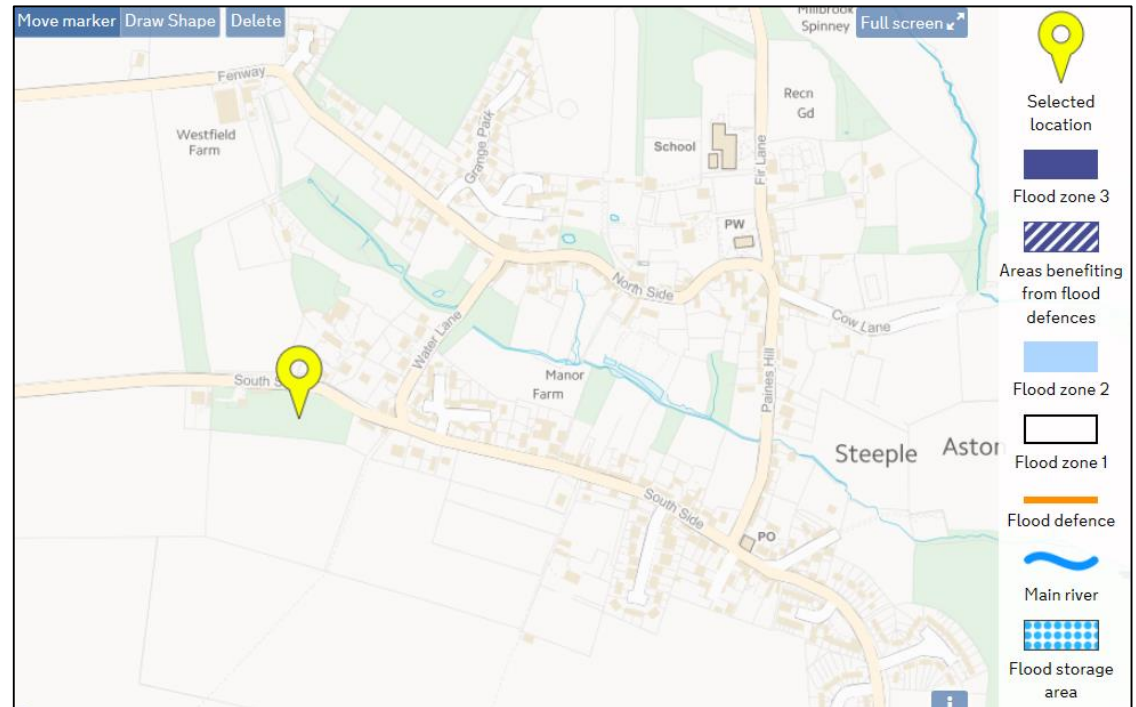 Move marker
Draw Shape
Delete
Full screen
Millbrook
Spinney
Fenway
Westfield
Farm
Grange Park
School
Recn
Gd
Fir Lane
PW
North Side
Cow Lane
Water Lane
Manor
Farm
Paines Hill
South S
Steeple Aston
South Side
PO
i
Selected
location
Flood zone 3
Areas benefiting
from flood
defences
Flood zone 2
Flood zone 1
Flood defence
Main river
Flood storage
area